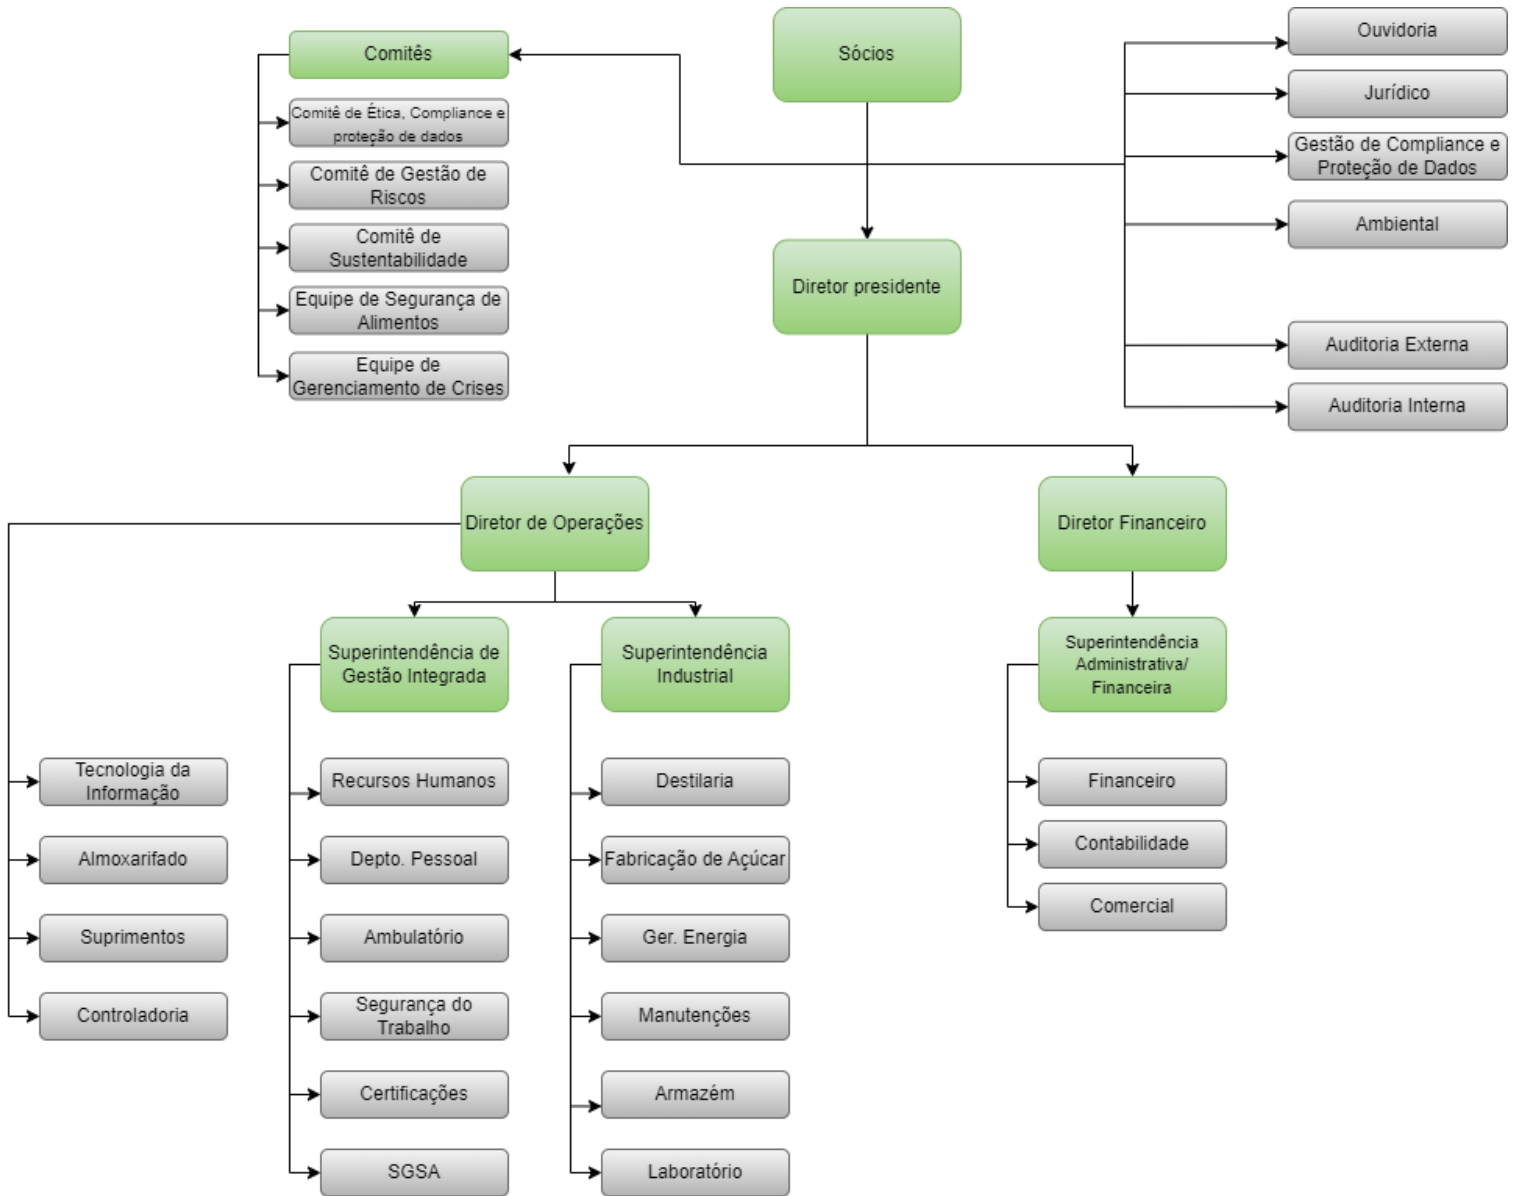 Sócios
Comitês
Comitê de Ética, Compliance e
proteção de dados
Comitê de Gestão de
Riscos
Comitê de
Sustentabilidade
Equipe de Segurança de
Alimentos
Equipe de
Gerenciamento de Crises
Ouvidoria
Jurídico
Gestão de Compliance e
Proteção de Dados
Ambiental
Auditoria Externa
Auditoria Interna
Diretor presidente
Diretor de Operações
Diretor Financeiro
Tecnologia da
Informação
Almoxarifado
Suprimentos
Controladoria
Superintendência de
Gestão Integrada
Recursos Humanos
Depto. Pessoal
Ambulatório
Segurança do
Trabalho
Certificações
SGSA
Superintendência
Industrial
Destilaria
Fabricação de Açúcar
Ger. Energia
Manutenções
Armazém
Laboratório
Superintendência
Administrativa/
Financeira
Financeiro
Contabilidade
Comercial